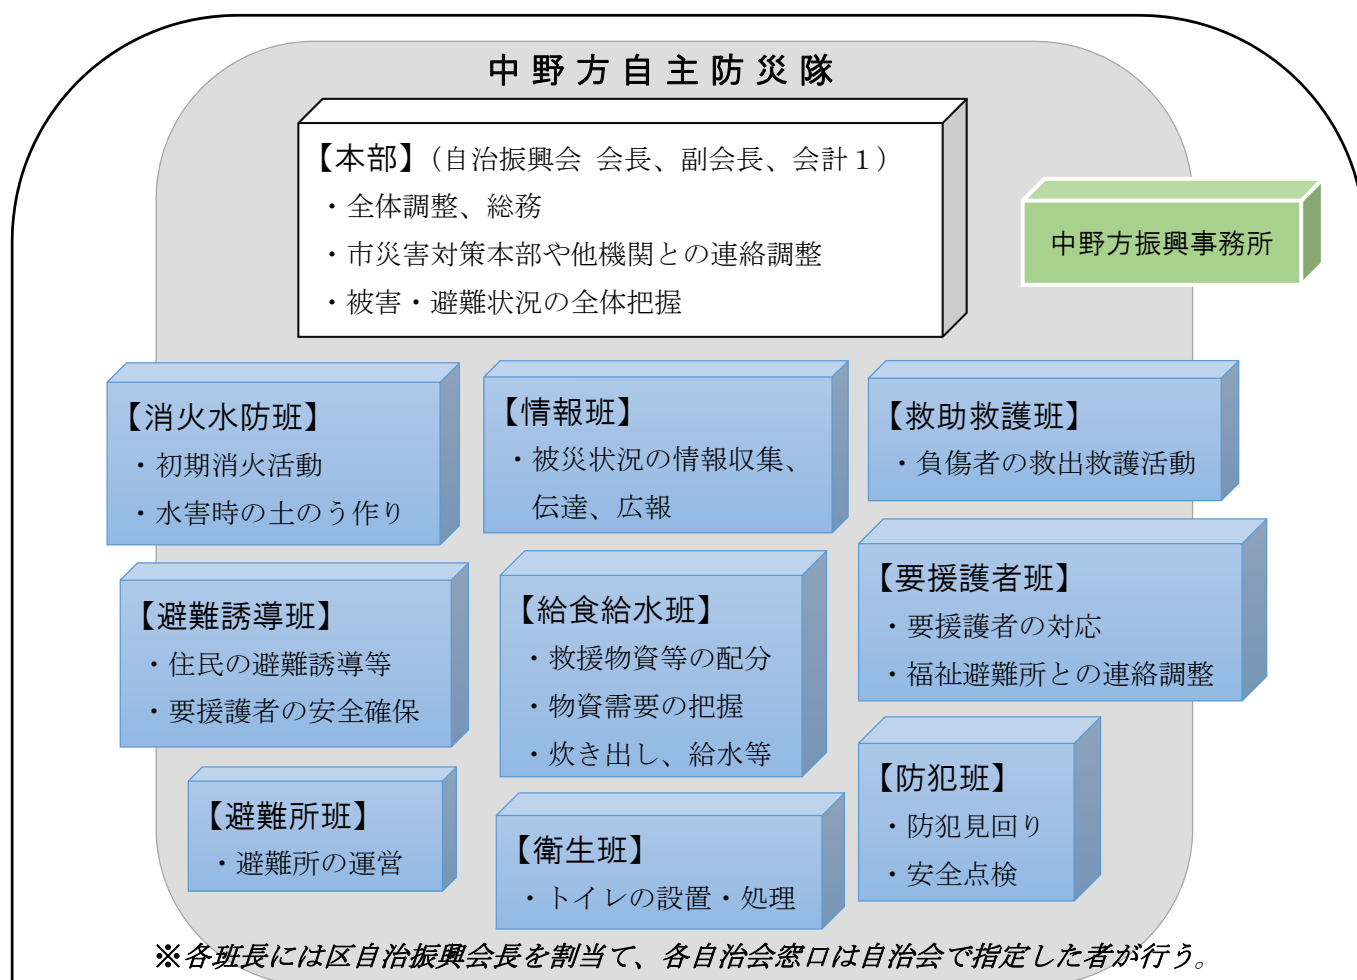 中野方自主防災隊
【本部】（自治振興会 会長、副会長、会計１）
・全体調整、総務
・市災害対策本部や他機関との連絡調整
・被害・避難状況の全体把握
中野方振興事務所
【消火水防班】
・初期消火活動
・水害時の土のう作り
【情報班】
・被災状況の情報収集、
伝達、広報
【救助救護班】
・負傷者の救出救護活動
【避難誘導班】
・住民の避難誘導等
・要援護者の安全確保
【給食給水班】
・救援物資等の配分
・物資需要の把握
・炊き出し、給水等
【要援護者班】
・要援護者の対応
・福祉避難所との連絡調整
【避難所班】
・避難所の運営
【衛生班】
・トイレの設置・処理
【防犯班】
・防犯見回り
・安全点検
※各班長には区自治振興会長を割当て、各自治会窓口は自治会で指定した者が行う。